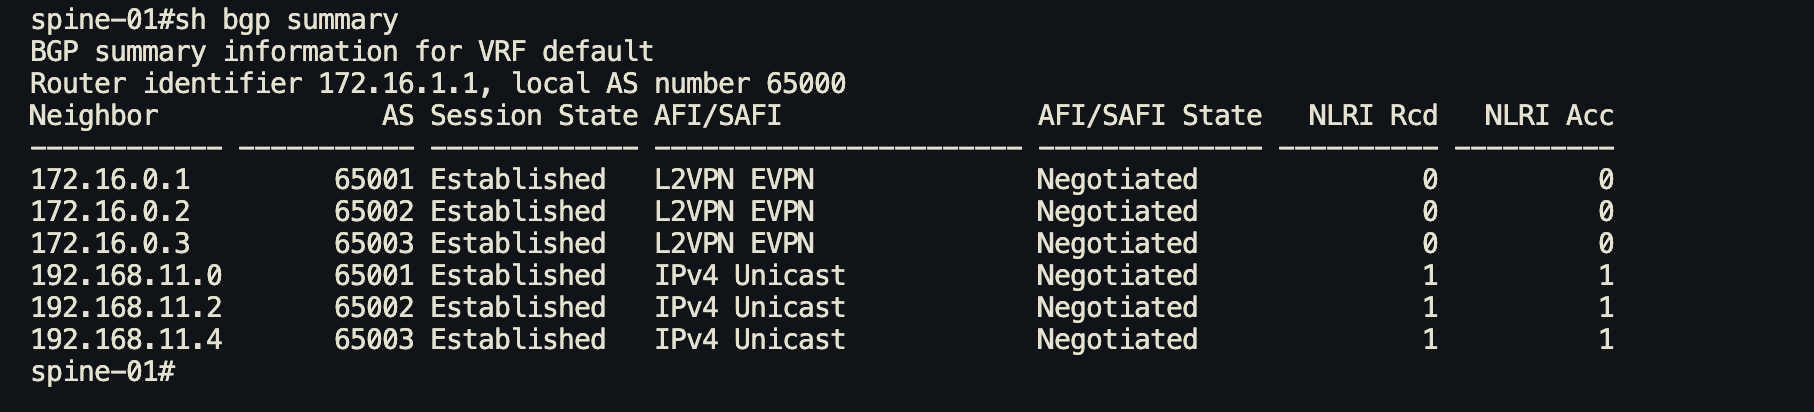 spine-01#sh bgp summary
BGP summary information for VRF default
Router identifier 172.16.1.1, local AS number 65000
Neighbor              AS Session State AFI/SAFI                AFI/SAFI State   NLRI Rcd   NLRI Acc
------------ ----------- ------------- ----------------------- -------------- ---------- ----------
172.16.0.1         65001 Established   L2VPN EVPN              Negotiated              0          0
172.16.0.2         65002 Established   L2VPN EVPN              Negotiated              0          0
172.16.0.3         65003 Established   L2VPN EVPN              Negotiated              0          0
192.168.11.0       65001 Established   IPv4 Unicast            Negotiated              1          1
192.168.11.2       65002 Established   IPv4 Unicast            Negotiated              1          1
192.168.11.4       65003 Established   IPv4 Unicast            Negotiated              1          1
spine-01#